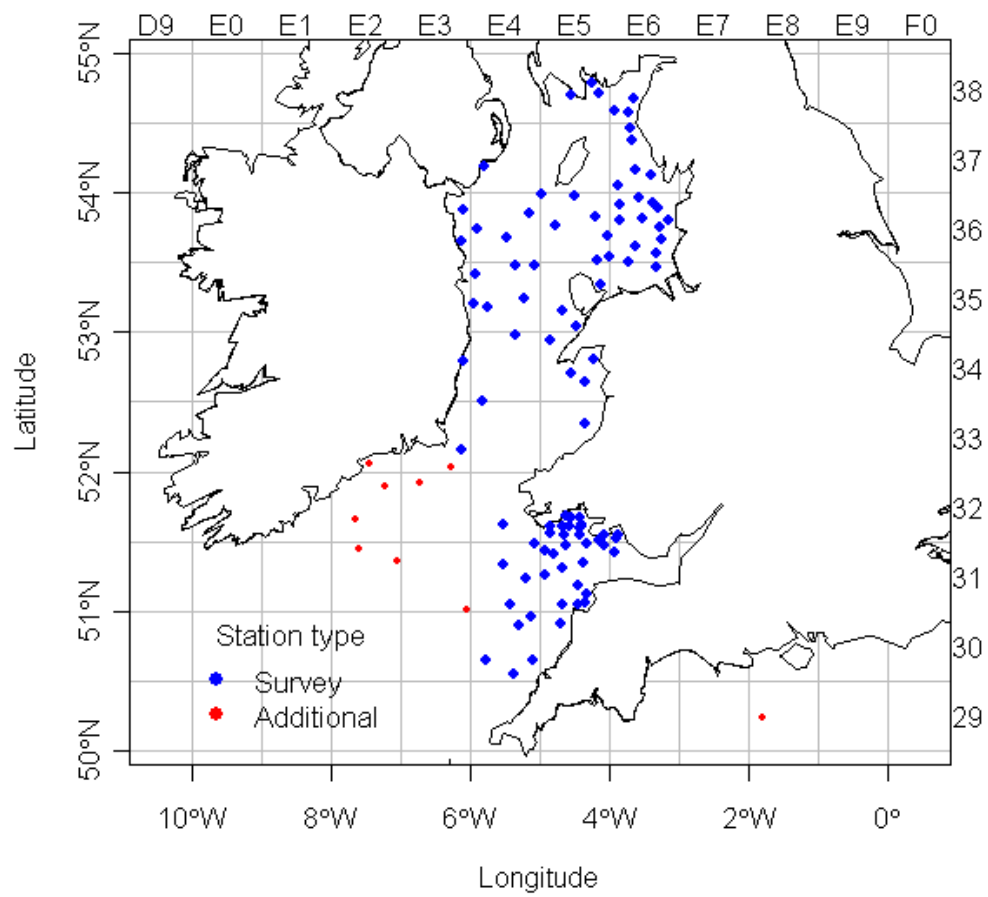 D9 E0 E1 E2 E3 E4 E5 E6 E7 E8 E9 F0
55°N
38
37
54°N
36
35
53°N
34
33
52°N
32
31
51°N
30
29
50°N
Latitude
Station type
Survey
Additional
10°W 8°W 6°W 4°W 2°W 0°
Longitude